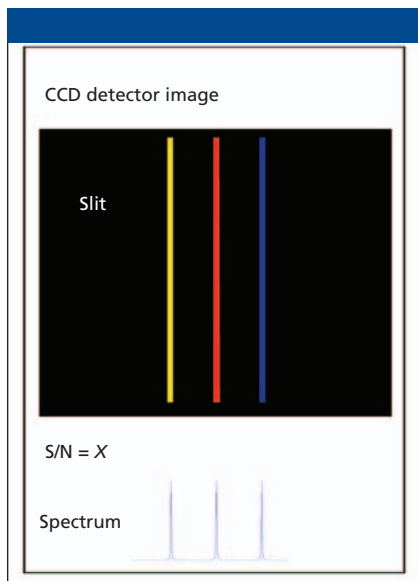 CCD detector image
Slit
S/N = X
Spectrum